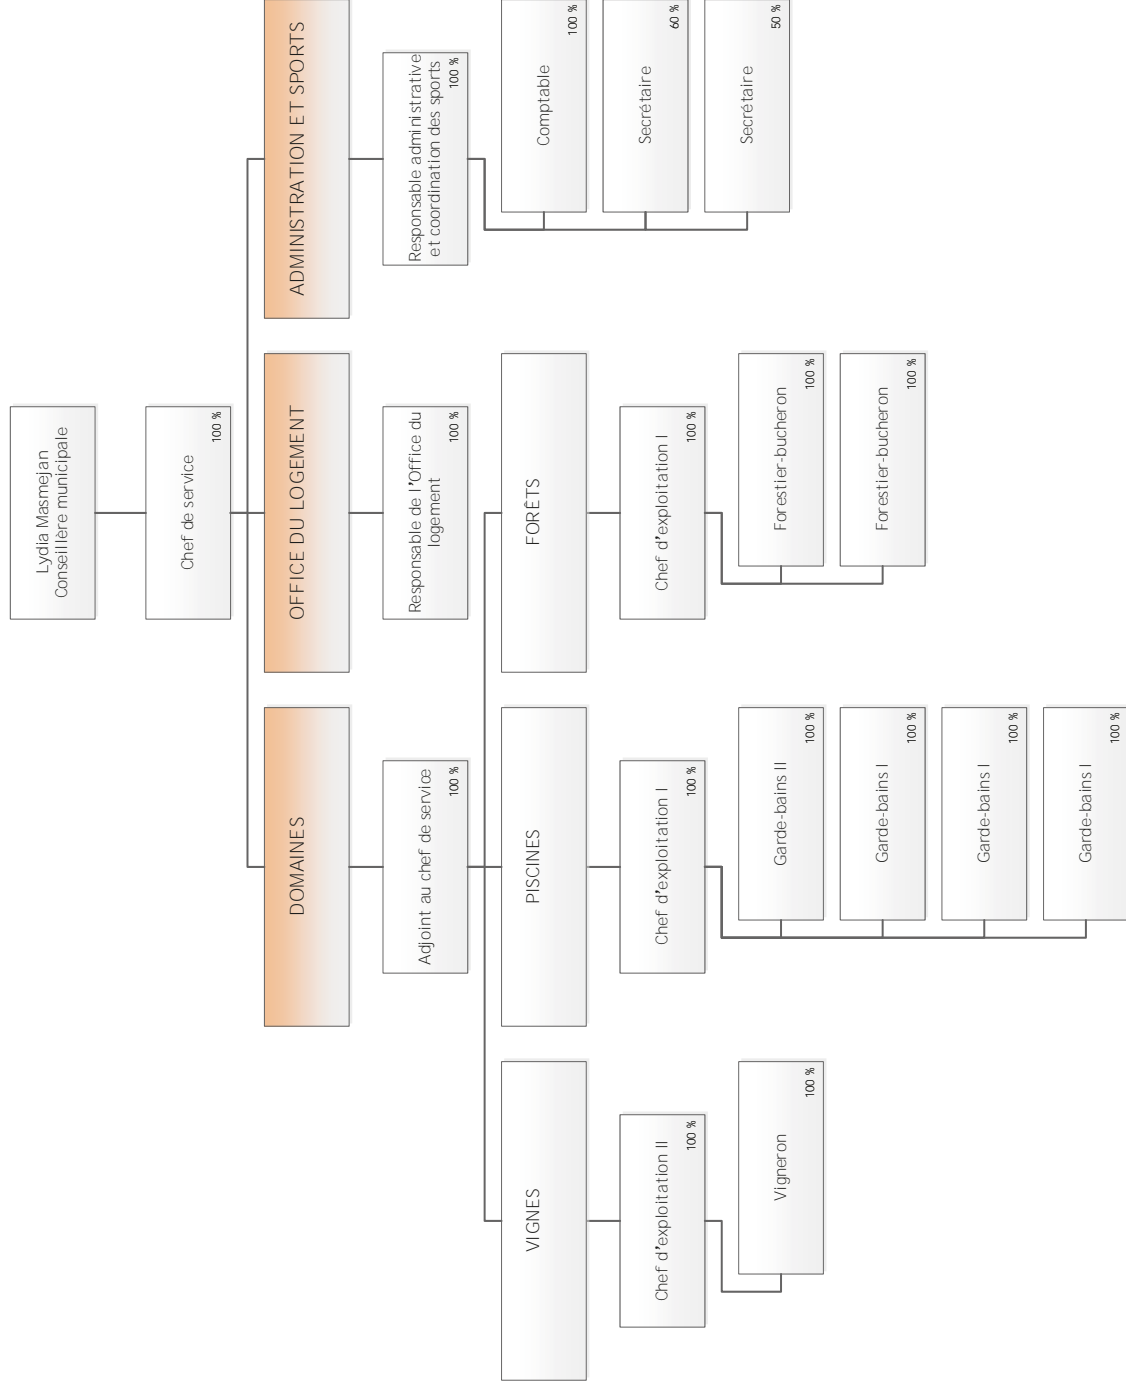 Lydia Masmejan
Conseillère municipale
Chef de service
100 %
DOMAINES
OFFICE DU LOGEMENT
ADMINISTRATION ET SPORTS
Adjoint au chef de service
100 %
Responsable de l'Office du
logement
100 %
Responsable administrative
et coordination des sports
100 %
VIGNES
PISCINES
FORÊTS
Comptable
100 %
Secrétaire
60 %
Secrétaire
50 %
Chef d'exploitation II
100 %
Chef d'exploitation I
100 %
Chef d'exploitation I
100 %
Vigneron
100 %
Garde-bains II
100 %
Garde-bains I
100 %
Garde-bains I
100 %
Garde-bains I
100 %
Forestier-bucheron
100 %
Forestier-bucheron
100 %